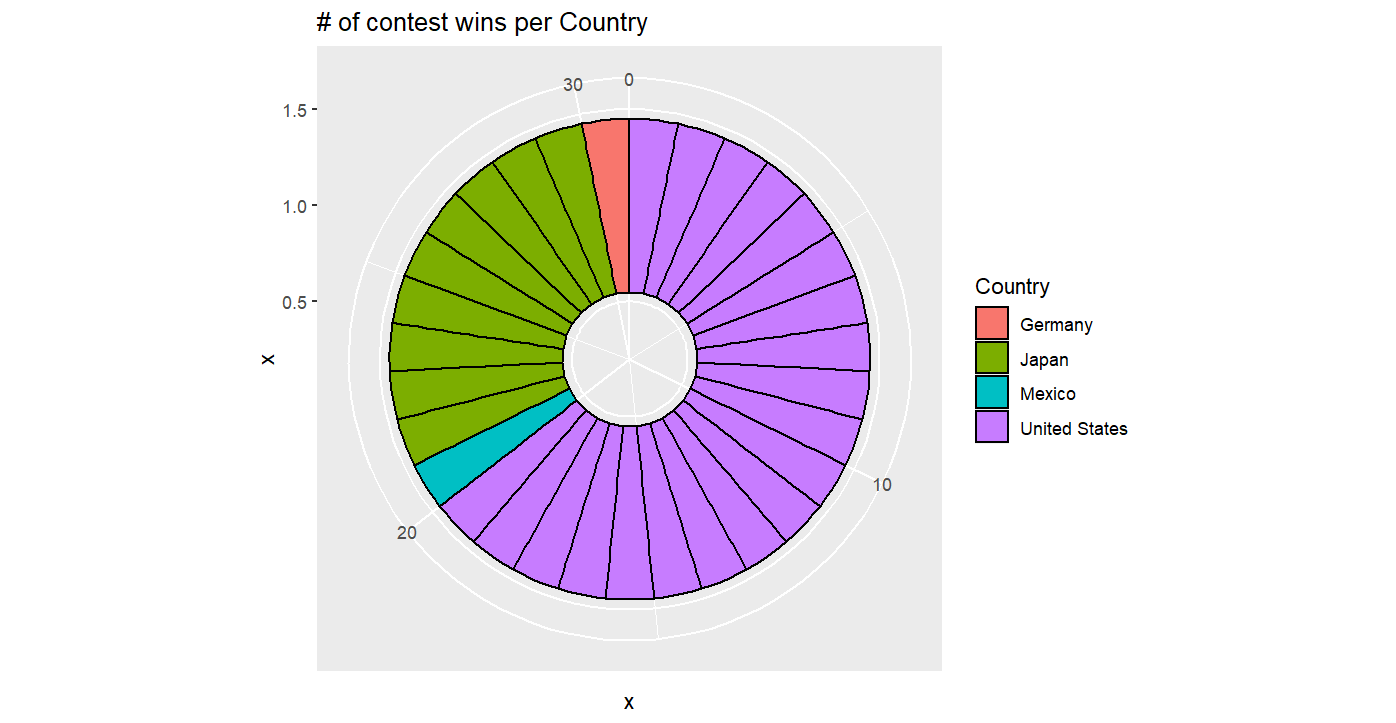 # of contest wins per Country
30
0
1.5
1.0
0.5
x
10
20
x
Country
Germany
Japan
Mexico
United States